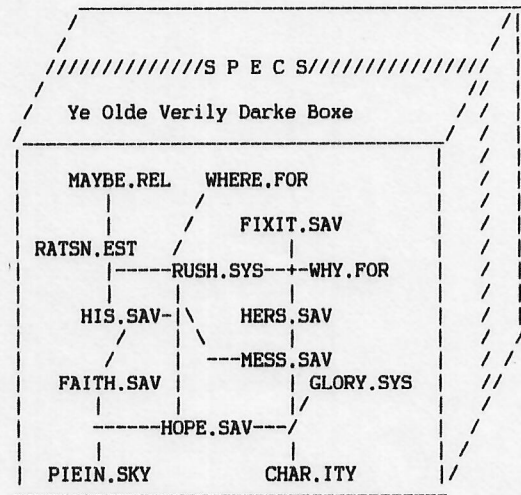 S P E C S
Ye Olde Verily Darke Boxe
MAYBE.REL WHERE.FOR
FIXIT.SAV
RATSN.EST
RUSH.SYS WHY.FOR
HIS.SAV HERS.SAV
MESS.SAV
FAITH.SAV GLORY.SYS
HOPE.SAV
PIEIN.SKY CHAR.ITY